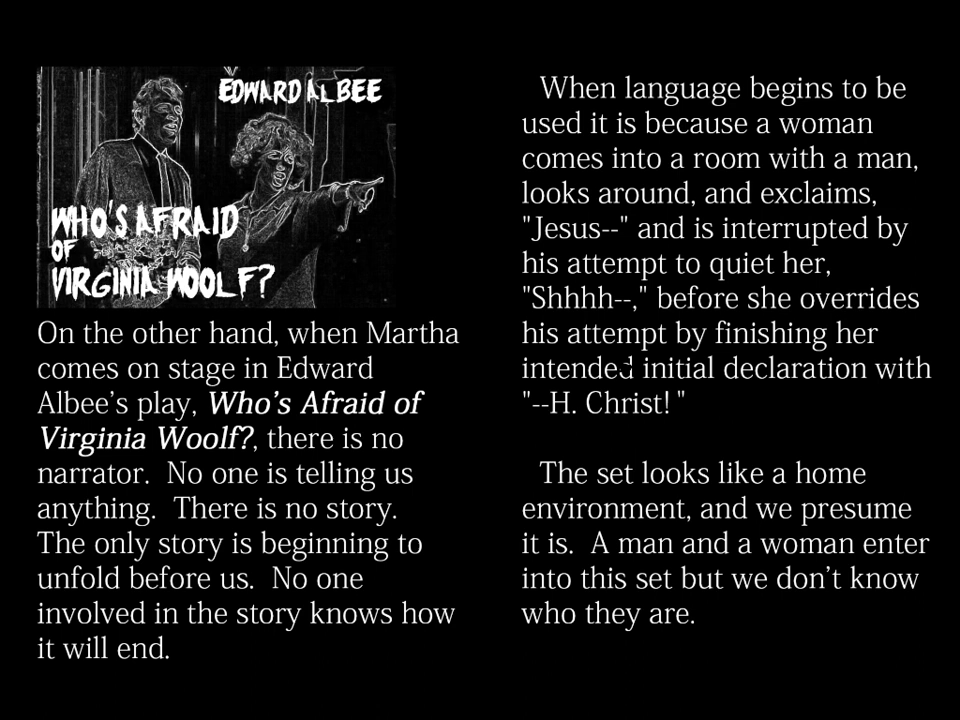 EDWARD ALBEE
WHO'S AFRAID
OF
VIRGINIA WOOLF?
On the other hand, when Martha
comes on stage in Edward
Albee’s play, Who’s Afraid of
Virginia Woolf?, there is no
narrator.  No one is telling us
anything.  There is no story.
The only story is beginning to
unfold before us.  No one
involved in the story knows how
it will end.
When language begins to be
used it is because a woman
comes into a room with a man,
looks around, and exclaims,
"Jesus--" and is interrupted by
his attempt to quiet her,
"Shhhh--," before she overrides
his attempt by finishing her
intended initial declaration with
"--H. Christ! "
The set looks like a home
environment, and we presume
it is.  A man and a woman enter
into this set but we don’t know
who they are.